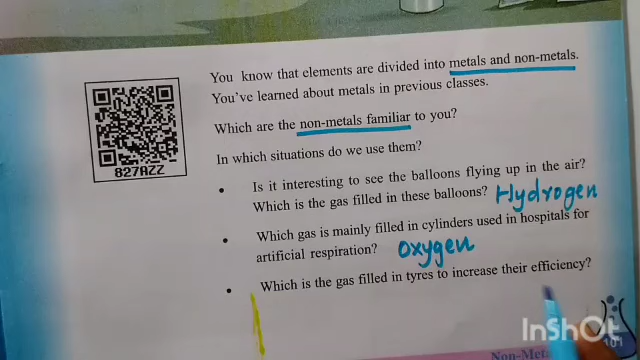 You know that elements are divided into metals and non-metals.
You've learned about metals in previous classes.
Which are the non-metals familiar to you?
In which situations do we use them?
• Is it interesting to see the balloons flying up in the air?
Which is the gas filled in these balloons? Hydrogen
• Which gas is mainly filled in cylinders used in hospitals for
artificial respiration? Oxygen
• Which is the gas filled in tyres to increase their efficiency?
827AZZ
InShOt
101